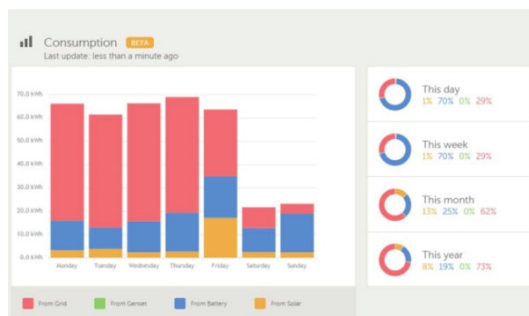 Consumption BETA
Last update: less than a minute ago
70.0 kWh
60.0 kWh
50.0 kWh
40.0 kWh
30.0 kWh
20.0 kWh
10.0 kWh
0.0 kWh
Monday Tuesday Wednesday Thursday Friday Saturday Sunday
From Grid From Genset From Battery From Solar
This day
1% 70% 0% 29%
This week
1% 70% 0% 29%
This month
13% 25% 0% 62%
This year
8% 19% 0% 73%